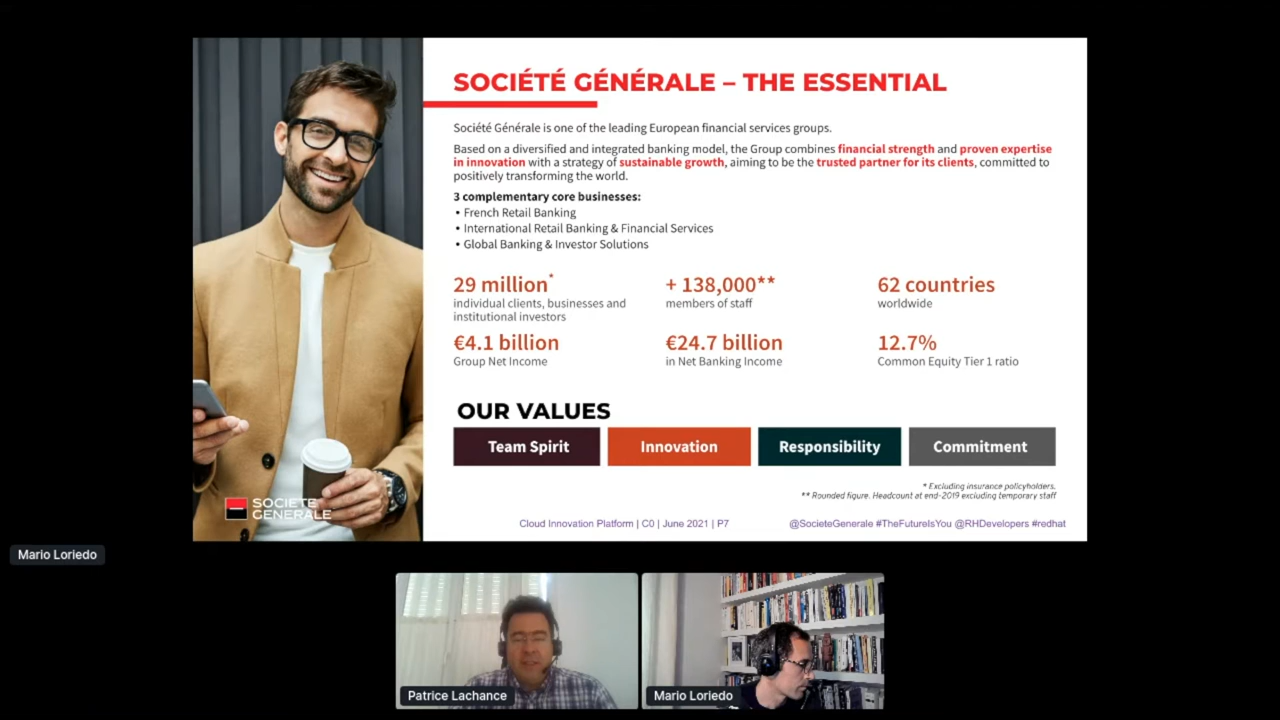 SOCIÉTÉ GÉNÉRALE – THE ESSENTIAL
Société Générale is one of the leading European financial services groups.
Based on a diversified and integrated banking model, the Group combines financial strength and proven expertise
in innovation with a strategy of sustainable growth, aiming to be the trusted partner for its clients, committed to
positively transforming the world.
3 complementary core businesses:
• French Retail Banking
• International Retail Banking & Financial Services
• Global Banking & Investor Solutions
29 million*
individual clients, businesses and
institutional investors
+ 138,000**
members of staff
62 countries
worldwide
€4.1 billion
Group Net Income
€24.7 billion
in Net Banking Income
12.7%
Common Equity Tier 1 ratio
OUR VALUES
Team Spirit
Innovation
Responsibility
Commitment
* Excluding insurance policyholders.
** Rounded figure. Headcount at end-2019 excluding temporary staff
SOCIETE
GENERALE
Cloud Innovation Platform | C0 | June 2021 | P7
@SocieteGenerale #TheFutureIsYou @RHDevelopers #redhat
Mario Loriedo
Patrice Lachance
Mario Loriedo